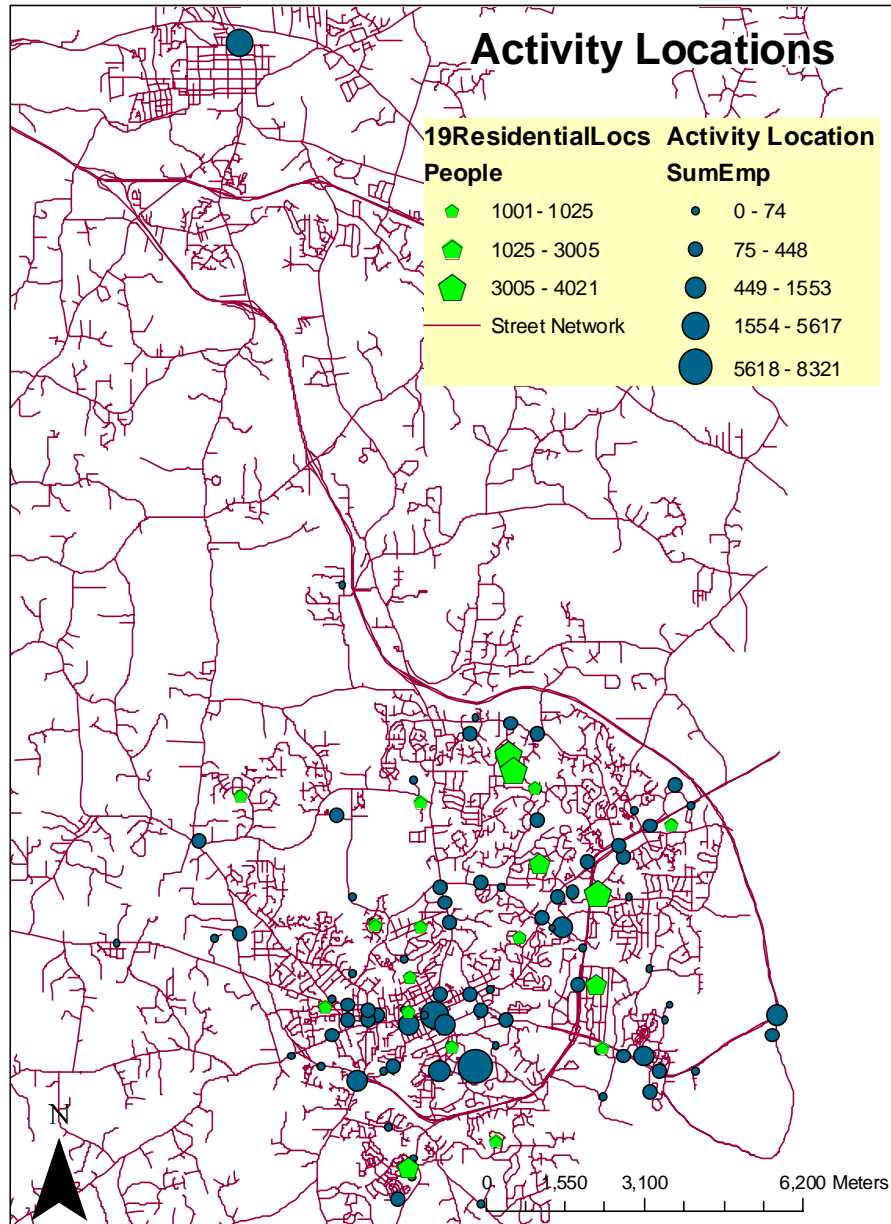 Activity Locations
19ResidentialLocs Activity Location
People SumEmp
1001 - 1025 0 - 74
1025 - 3005 75 - 448
3005 - 4021 449 - 1553
Street Network 1554 - 5617
5618 - 8321
N
0 1,550 3,100 6,200 Meters